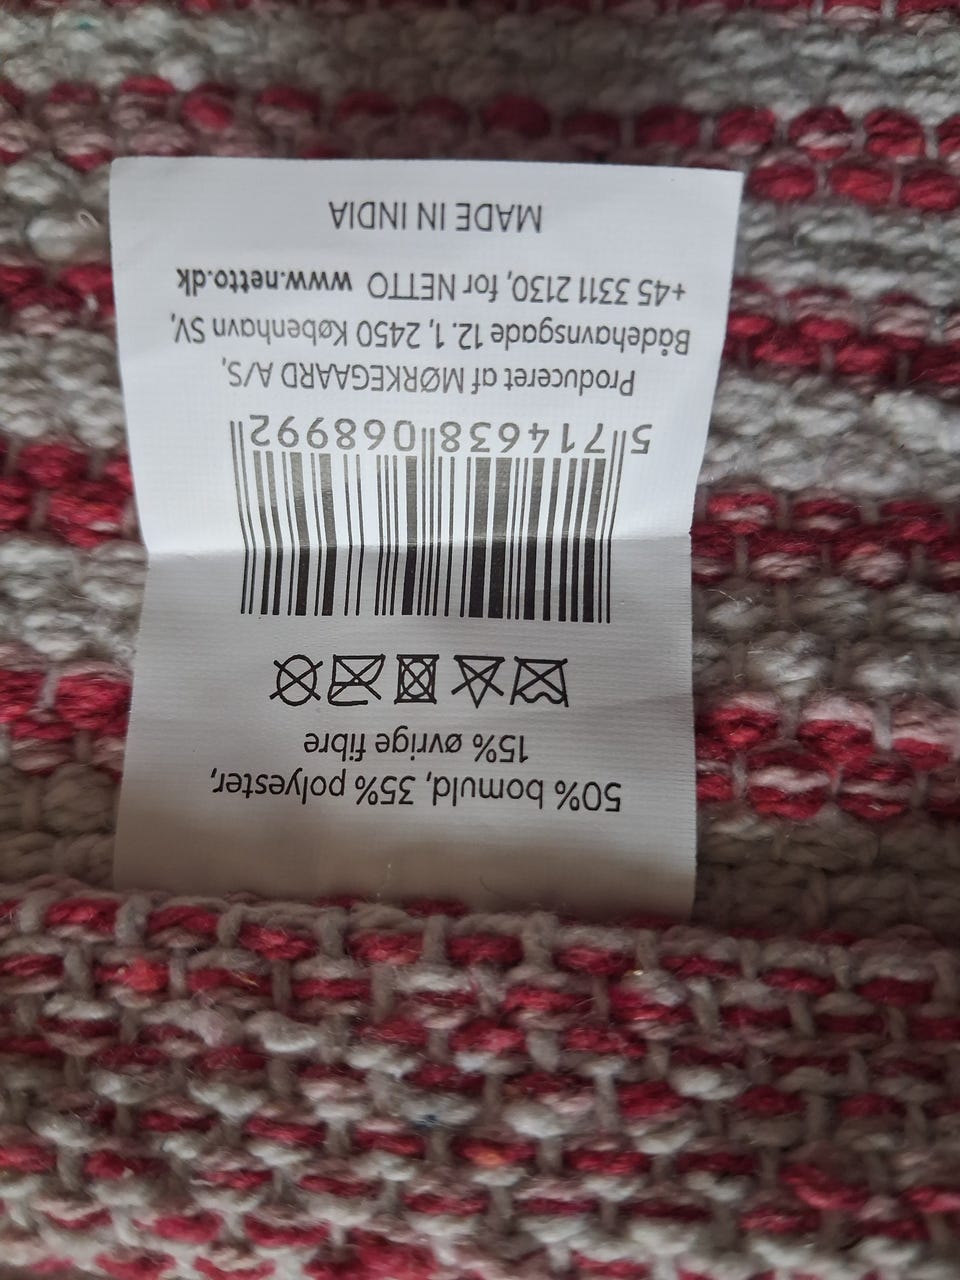 50% bomuld, 35% polyester,
15% øvrige fibre
5 714638 068992
Produceret af MØRKEGAARD A/S,
Bådehavnsgade 12. 1, 2450 København SV,
+45 3311 2130, for NETTO www.netto.dk
MADE IN INDIA